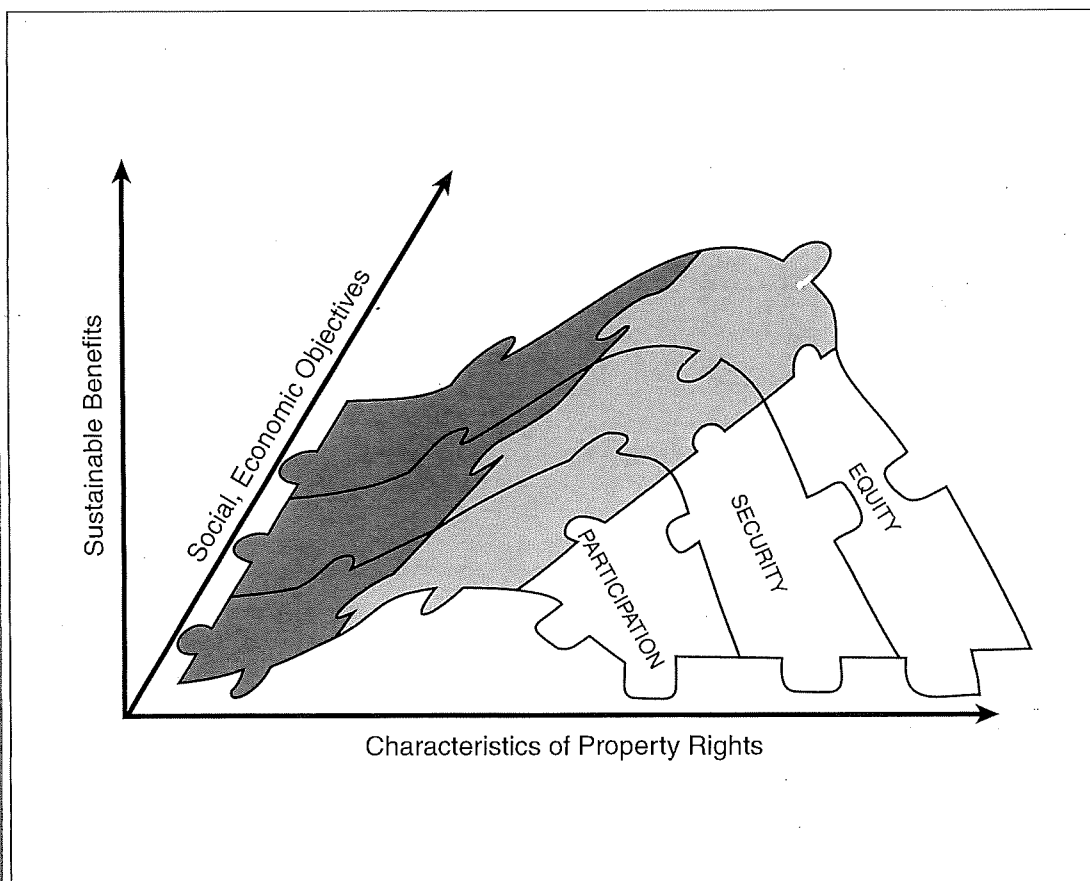 Sustainable Benefits
Social, Economic Objectives
PARTICIPATION
SECURITY
EQUITY
Characteristics of Property Rights